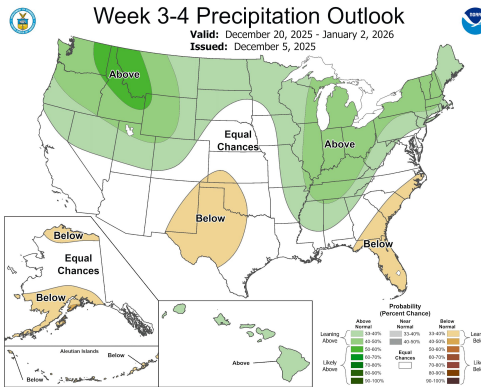 Week 3-4 Precipitation Outlook
Valid: December 20, 2025 - January 2, 2026
Issued: December 5, 2025
Above
Equal
Chances
Above
Below
Below
Below
Equal
Chances
Below
Aleutian Islands
Below
Below
Above
Probability
(Percent Chance)
Above
Normal
Near
Normal
Below
Normal
Leaning
Above
33-40%
40-50%
33-40%
40-50%
33-40%
40-50%
50-60%
50-60%
Likely
Above
60-70%
70-80%
80-90%
90-100%
Equal
Chances
60-70%
70-80%
80-90%
90-100%